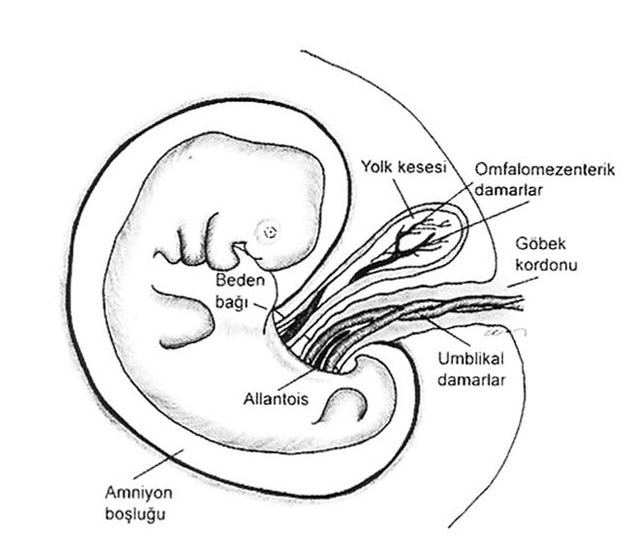 Yolk kesesi
Omfalomezenterik
damarlar
Göbek
kordonu
Beden
bağı
Umblikal
damarlar
Allantois
Amniyon
boşluğu